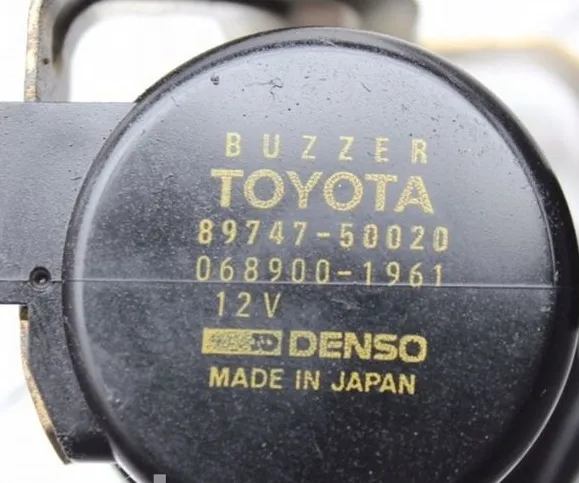 BUZZER
TOYOTA
89747-50020
068900-1961
12V
DENSO
MADE IN JAPAN